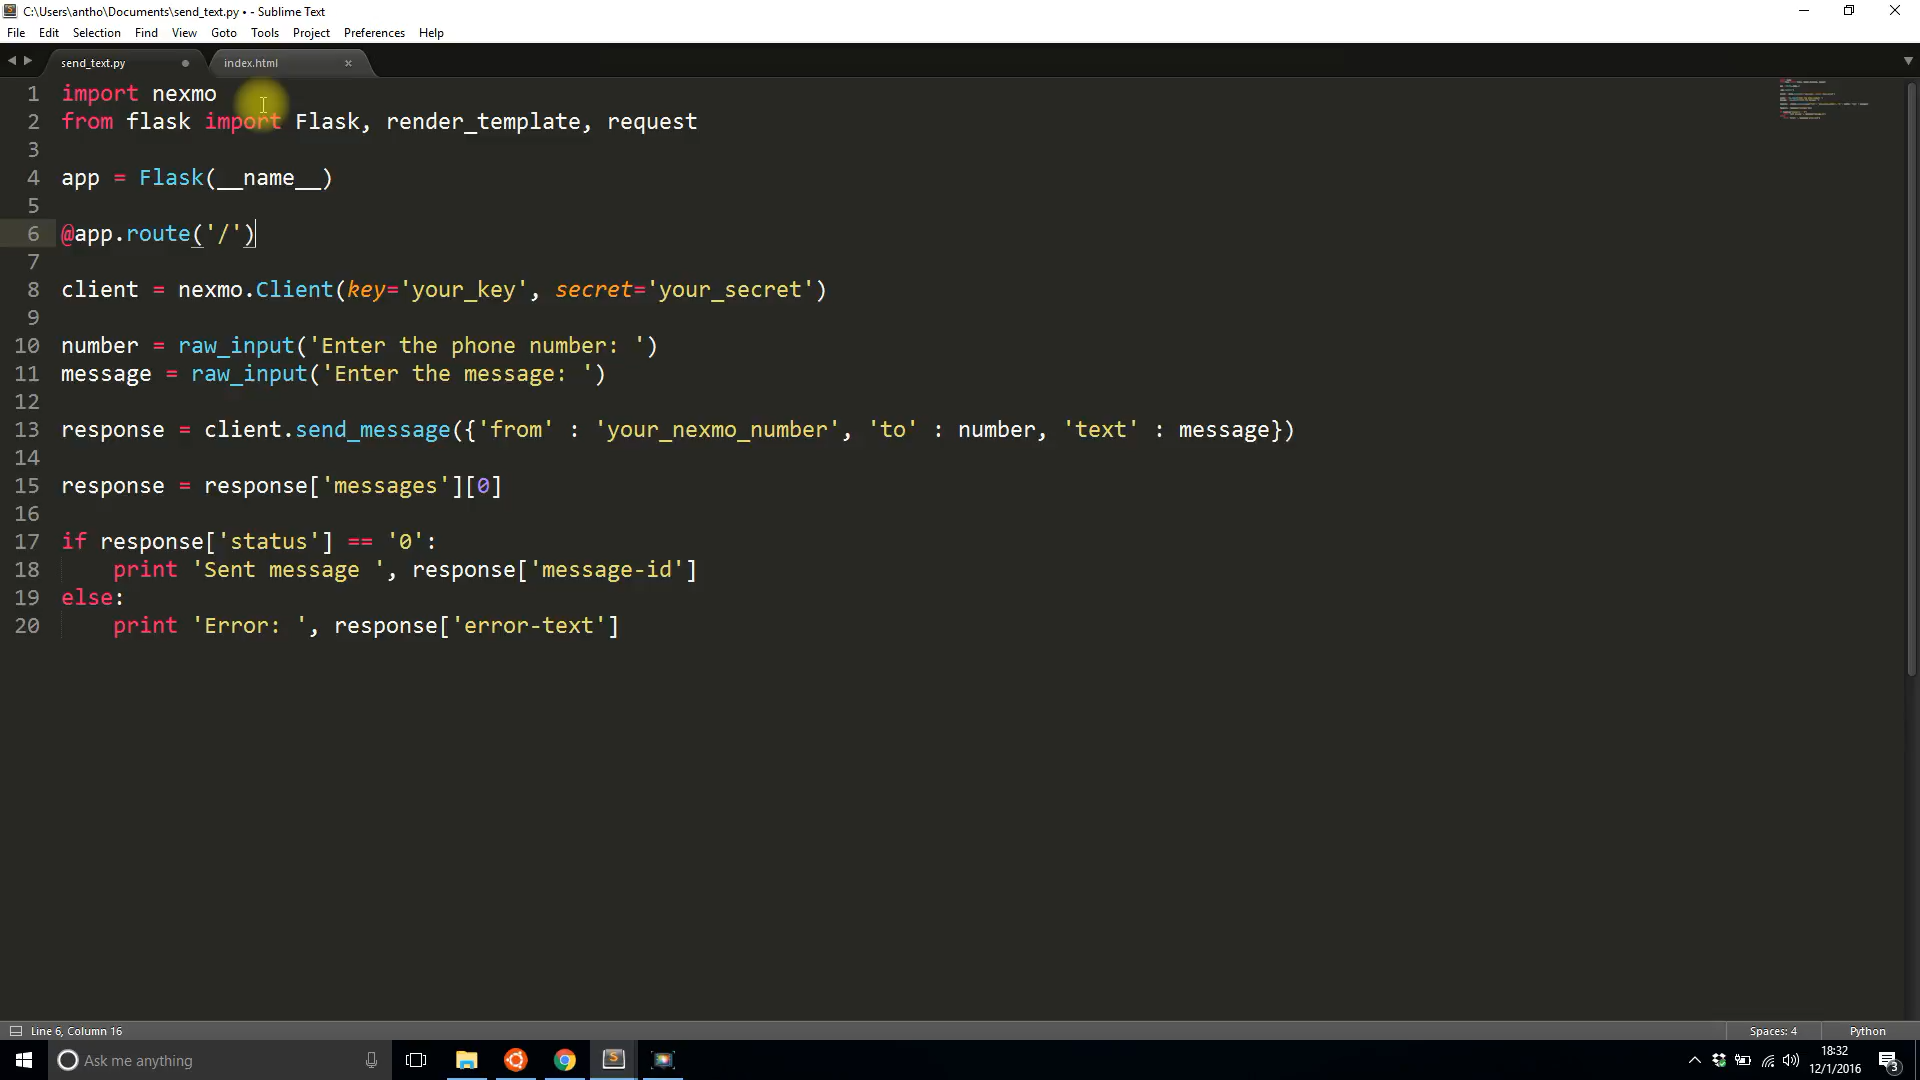 C:\Users\antho\Documents\send_text.py • - Sublime Text
File Edit Selection Find View Goto Tools Project Preferences Help
send_text.py index.html
1 import nexmo
2 from flask import Flask, render_template, request
3
4 app = Flask(__name__)
5
6 @app.route('/')
7
8 client = nexmo.Client(key='your_key', secret='your_secret')
9
10 number = raw_input('Enter the phone number: ')
11 message = raw_input('Enter the message: ')
12
13 response = client.send_message({'from' : 'your_nexmo_number', 'to' : number, 'text' : message})
14
15 response = response['messages'][0]
16
17 if response['status'] == '0':
18 print 'Sent message ', response['message-id']
19 else:
20 print 'Error: ', response['error-text']
Line 6, Column 16 Spaces: 4 Python
Ask me anything
18:32
12/1/2016
3